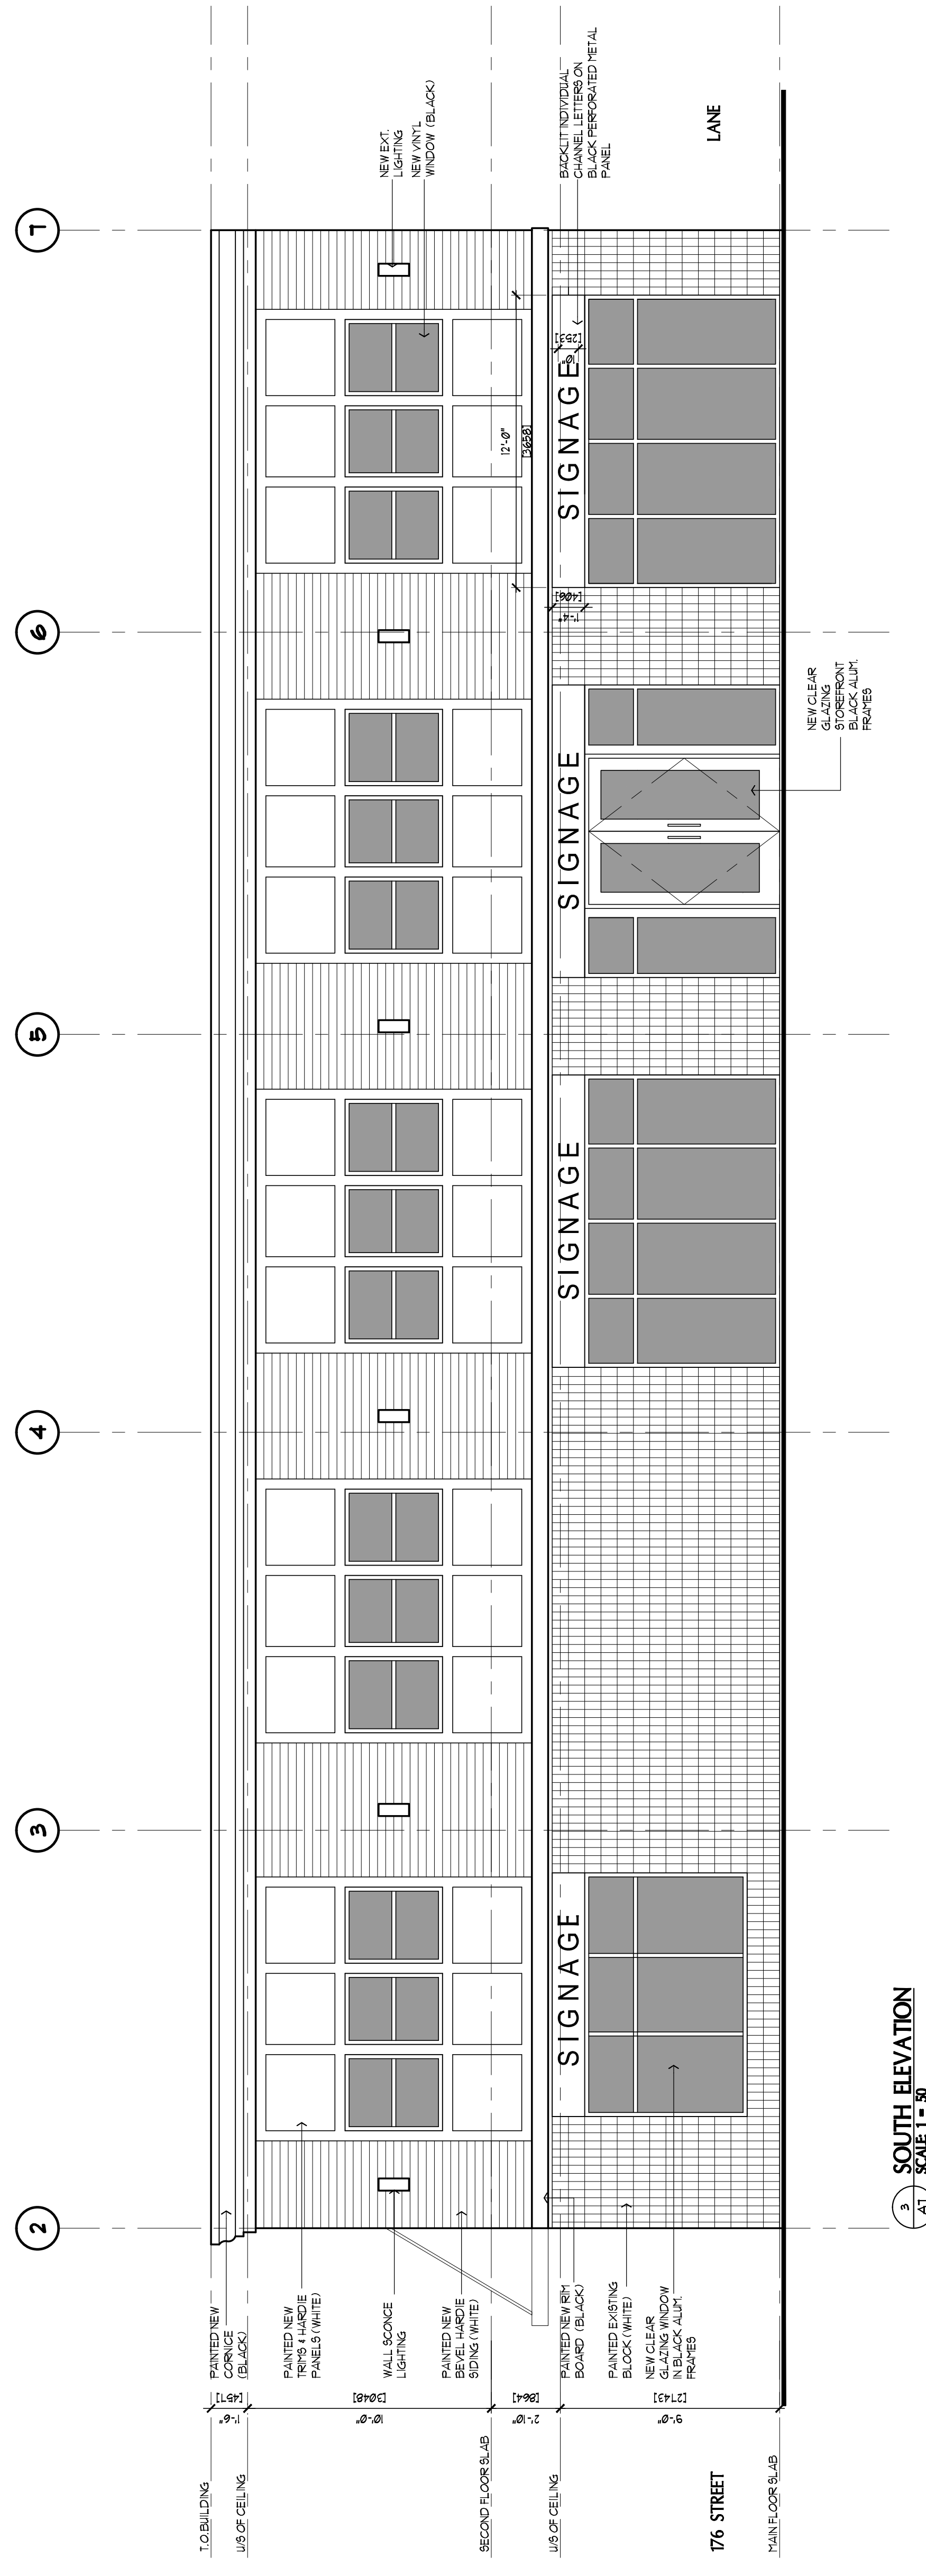 2
3
4
5
6
7
T.O.BUILDING
U/S OF CEILING
SECOND FLOOR SLAB
U/S OF CEILING
176 STREET
MAIN FLOOR SLAB
1'-6"
[457]
10'-0"
[3048]
2'-10"
[864]
9'-0"
[2743]
PAINTED NEW
CORNICE
(BLACK)
PAINTED NEW
TRIMS & HARDIE
PANELS (WHITE)
WALL SCONCE
LIGHTING
PAINTED NEW
BEVEL HARDIE
SIDING (WHITE)
PAINTED NEW RIM
BOARD (BLACK)
PAINTED EXISTING
BLOCK (WHITE)
NEW CLEAR
GLAZING WINDOW
IN BLACK ALUM.
FRAMES
SIGNAGE
SIGNAGE
SIGNAGE
SIGNAGE
1'-4"
[406]
12'-0"
[3658]
10"
[253]
NEW CLEAR
GLAZING
STOREFRONT
BLACK ALUM.
FRAMES
NEW EXT.
LIGHTING
NEW VINYL
WINDOW (BLACK)
BACKLIT INDIVIDUAL
CHANNEL LETTERS ON
BLACK PERFORATED METAL
PANEL
LANE
3
A7
SOUTH ELEVATION
SCALE: 1 = 50